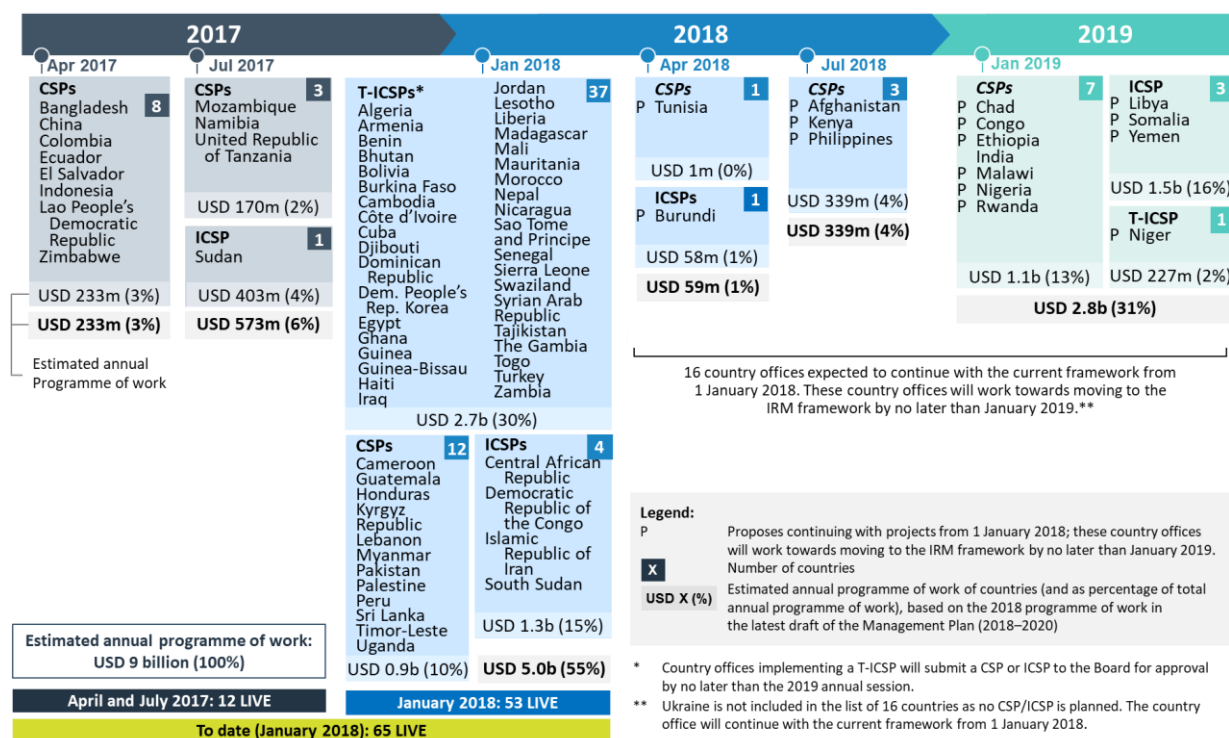 2017
2018
2019
Apr 2017
CSPs
8
Bangladesh
China
Colombia
Ecuador
El Salvador
Indonesia
Lao People's
Democratic
Republic
Zimbabwe
USD 233m (3%)
USD 233m (3%)
Estimated annual
Programme of work
Jul 2017
CSPs
3
Mozambique
Namibia
United Republic
of Tanzania
USD 170m (2%)
ICSP
1
Sudan
USD 403m (4%)
USD 573m (6%)
Jan 2018
T-ICSPs*
37
Algeria
Armenia
Benin
Bhutan
Bolivia
Burkina Faso
Cambodia
Côte d'Ivoire
Cuba
Djibouti
Dominican
Republic
Dem. People's
Rep. Korea
Egypt
Ghana
Guinea
Guinea-Bissau
Haiti
Iraq
Jordan
Lesotho
Liberia
Madagascar
Mali
Mauritania
Morocco
Nepal
Nicaragua
Sao Tome
and Principe
Senegal
Sierra Leone
Swaziland
Syrian Arab
Republic
Tajikistan
The Gambia
Togo
Turkey
Zambia
USD 2.7b (30%)
CSPs
12
Cameroon
Guatemala
Honduras
Kyrgyz
Republic
Lebanon
Myanmar
Pakistan
Palestine
Peru
Sri Lanka
Timor-Leste
Uganda
USD 0.9b (10%)
ICSPs
4
Central African
Republic
Democratic
Republic
of the Congo
Islamic
Republic of
Iran
South Sudan
USD 1.3b (15%)
USD 5.0b (55%)
Apr 2018
CSPs
1
P Tunisia
USD 1m (0%)
ICSPs
1
P Burundi
USD 58m (1%)
USD 59m (1%)
Jul 2018
CSPs
3
P Afghanistan
P Kenya
P Philippines
USD 339m (4%)
USD 339m (4%)
Jan 2019
CSPs
7
P Chad
P Congo
P Ethiopia
India
P Malawi
P Nigeria
P Rwanda
USD 1.1b (13%)
ICSP
3
P Libya
P Somalia
P Yemen
USD 1.5b (16%)
T-ICSP
1
P Niger
USD 227m (2%)
USD 2.8b (31%)
16 country offices expected to continue with the current framework from
1 January 2018. These country offices will work towards moving to the
IRM framework by no later than January 2019.**
Legend:
P Proposes continuing with projects from 1 January 2018; these country offices
will work towards moving to the IRM framework by no later than January 2019.
X Number of countries
USD X (%) Estimated annual programme of work of countries (and as percentage of total
annual programme of work), based on the 2018 programme of work in
the latest draft of the Management Plan (2018–2020)
Estimated annual programme of work:
USD 9 billion (100%)
April and July 2017: 12 LIVE
January 2018: 53 LIVE
To date (January 2018): 65 LIVE
* Country offices implementing a T-ICSP will submit a CSP or ICSP to the Board for approval
by no later than the 2019 annual session.
** Ukraine is not included in the list of 16 countries as no CSP/ICSP is planned. The country
office will continue with the current framework from 1 January 2018.